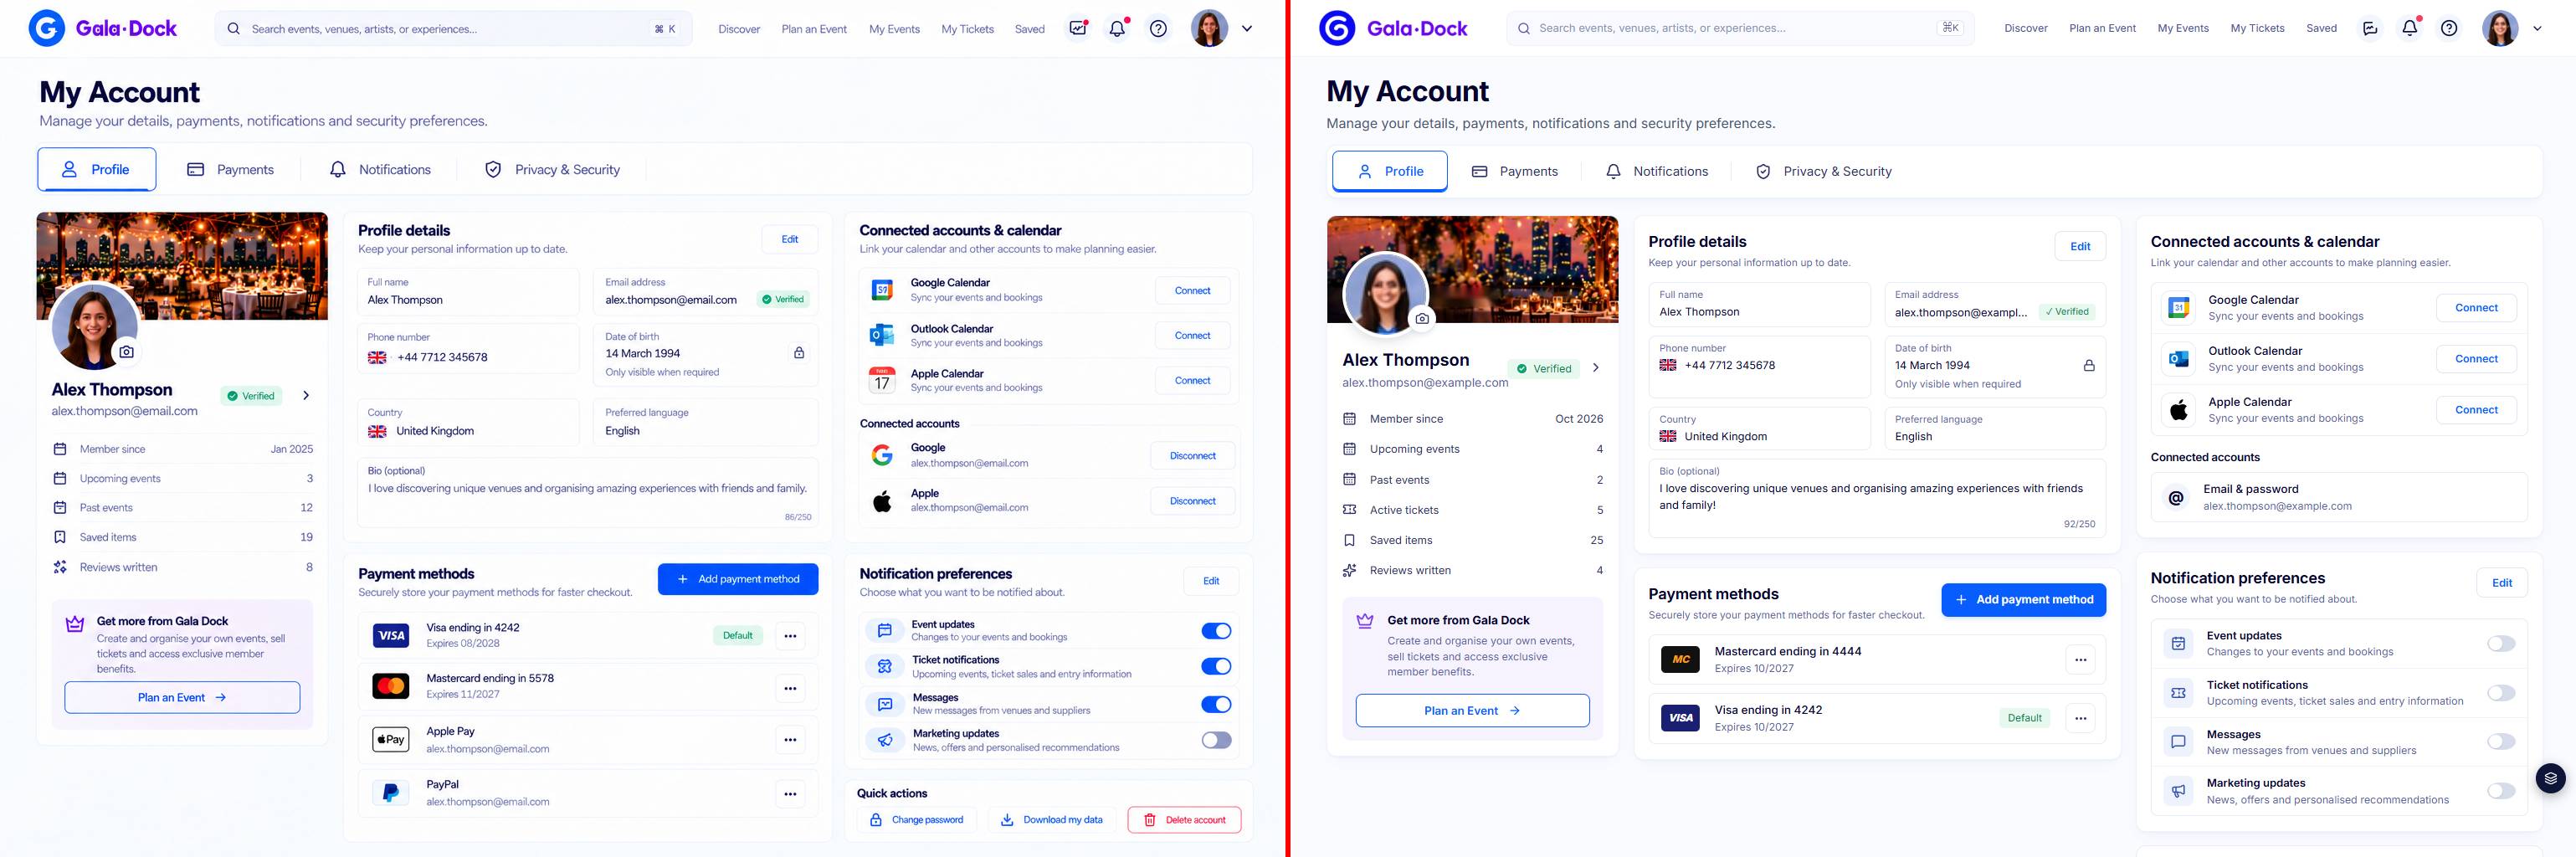 Gala·Dock
Search events, venues, artists, or experiences...
⌘ K
Discover
Plan an Event
My Events
My Tickets
Saved
My Account
Manage your details, payments, notifications and security preferences.
Profile
Payments
Notifications
Privacy & Security
Alex Thompson
alex.thompson@email.com
Verified
Member since
Jan 2025
Upcoming events
3
Past events
12
Saved items
19
Reviews written
8
Get more from Gala Dock
Create and organise your own events, sell
tickets and access exclusive member
benefits.
Plan an Event
Profile details
Keep your personal information up to date.
Edit
Full name
Alex Thompson
Email address
alex.thompson@email.com
Verified
Phone number
+44 7712 345678
Date of birth
14 March 1994
Only visible when required
Country
United Kingdom
Preferred language
English
Bio (optional)
I love discovering unique venues and organising amazing experiences with friends and family.
86/250
Payment methods
Securely store your payment methods for faster checkout.
+ Add payment method
VISA
Visa ending in 4242
Expires 08/2028
Default
Mastercard ending in 5578
Expires 11/2027
Pay
Apple Pay
alex.thompson@email.com
PayPal
alex.thompson@email.com
Connected accounts & calendar
Link your calendar and other accounts to make planning easier.
Google Calendar
Sync your events and bookings
Connect
Outlook Calendar
Sync your events and bookings
Connect
17
Apple Calendar
Sync your events and bookings
Connect
Connected accounts
Google
alex.thompson@email.com
Disconnect
Apple
alex.thompson@email.com
Disconnect
Notification preferences
Choose what you want to be notified about.
Edit
Event updates
Changes to your events and bookings
Ticket notifications
Upcoming events, ticket sales and entry information
Messages
New messages from venues and suppliers
Marketing updates
News, offers and personalised recommendations
Quick actions
Change password
Download my data
Delete account
Gala·Dock
Search events, venues, artists, or experiences...
⌘K
Discover
Plan an Event
My Events
My Tickets
Saved
My Account
Manage your details, payments, notifications and security preferences.
Profile
Payments
Notifications
Privacy & Security
Alex Thompson
alex.thompson@example.com
✓ Verified
Member since
Oct 2026
Upcoming events
4
Past events
2
Active tickets
5
Saved items
25
Reviews written
4
Get more from Gala Dock
Create and organise your own events,
sell tickets and access exclusive
member benefits.
Plan an Event
Profile details
Keep your personal information up to date.
Edit
Full name
Alex Thompson
Email address
alex.thompson@exampl...
✓ Verified
Phone number
+44 7712 345678
Date of birth
14 March 1994
Only visible when required
Country
United Kingdom
Preferred language
English
Bio (optional)
I love discovering unique venues and organising amazing experiences with friends
and family!
92/250
Payment methods
Securely store your payment methods for faster checkout.
+ Add payment method
MC
Mastercard ending in 4444
Expires 10/2027
VISA
Visa ending in 4242
Expires 10/2027
Default
Connected accounts & calendar
Link your calendar and other accounts to make planning easier.
31
Google Calendar
Sync your events and bookings
Connect
Outlook Calendar
Sync your events and bookings
Connect
Apple Calendar
Sync your events and bookings
Connect
Connected accounts
@
Email & password
alex.thompson@example.com
Notification preferences
Choose what you want to be notified about.
Edit
Event updates
Changes to your events and bookings
Ticket notifications
Upcoming events, ticket sales and entry information
Messages
New messages from venues and suppliers
Marketing updates
News, offers and personalised recommendations